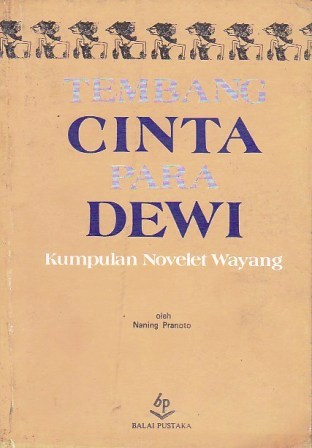 TEMBANG
CINTA
PARA
DEWI
Kumpulan Novelet Wayang
oleh
Naning Pranoto
bp
BALAI PUSTAKA